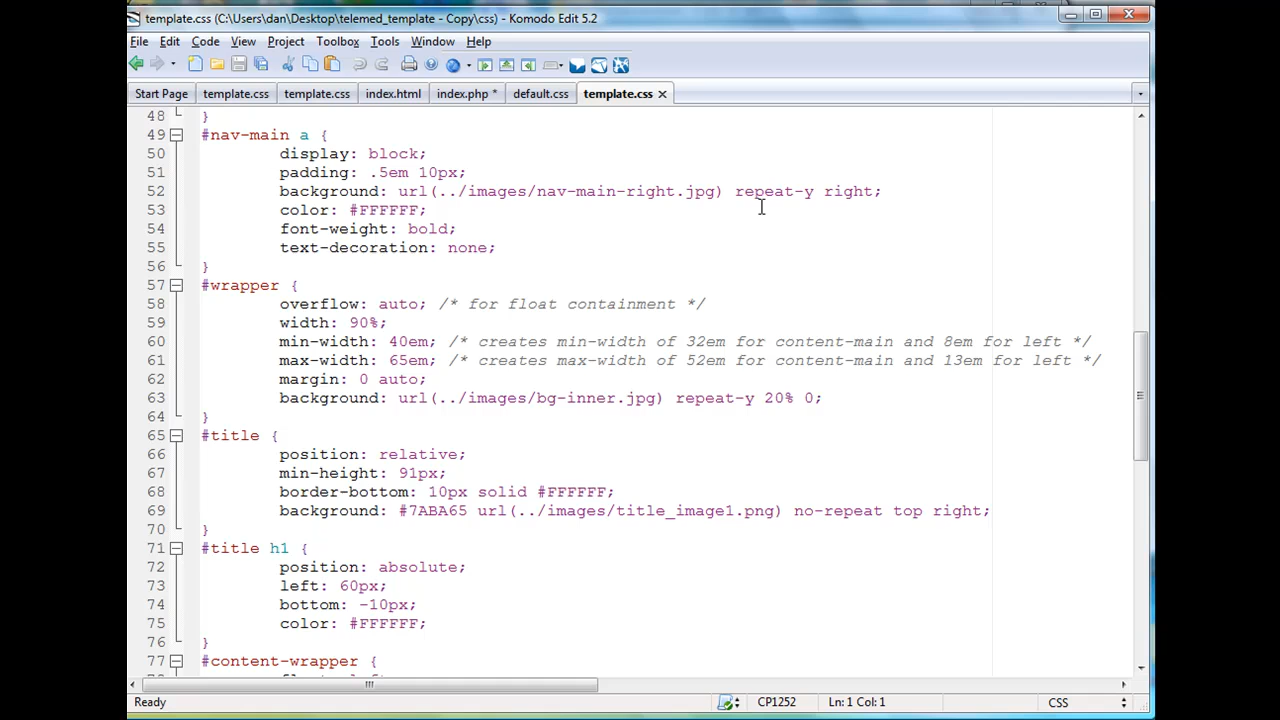 template.css (C:\Users\dan\Desktop\telemed_template - Copy\css) - Komodo Edit 5.2
File Edit Code View Project Toolbox Tools Window Help
Start Page template.css template.css index.html index.php * default.css template.css
48 }
49 #nav-main a {
50 display: block;
51 padding: .5em 10px;
52 background: url(../images/nav-main-right.jpg) repeat-y right;
53 color: #FFFFFF;
54 font-weight: bold;
55 text-decoration: none;
56 }
57 #wrapper {
58 overflow: auto; /* for float containment */
59 width: 90%;
60 min-width: 40em; /* creates min-width of 32em for content-main and 8em for left */
61 max-width: 65em; /* creates max-width of 52em for content-main and 13em for left */
62 margin: 0 auto;
63 background: url(../images/bg-inner.jpg) repeat-y 20% 0;
64 }
65 #title {
66 position: relative;
67 min-height: 91px;
68 border-bottom: 10px solid #FFFFFF;
69 background: #7ABA65 url(../images/title_image1.png) no-repeat top right;
70 }
71 #title h1 {
72 position: absolute;
73 left: 60px;
74 bottom: -10px;
75 color: #FFFFFF;
76 }
77 #content-wrapper {
Ready CP1252 Ln: 1 Col: 1 CSS